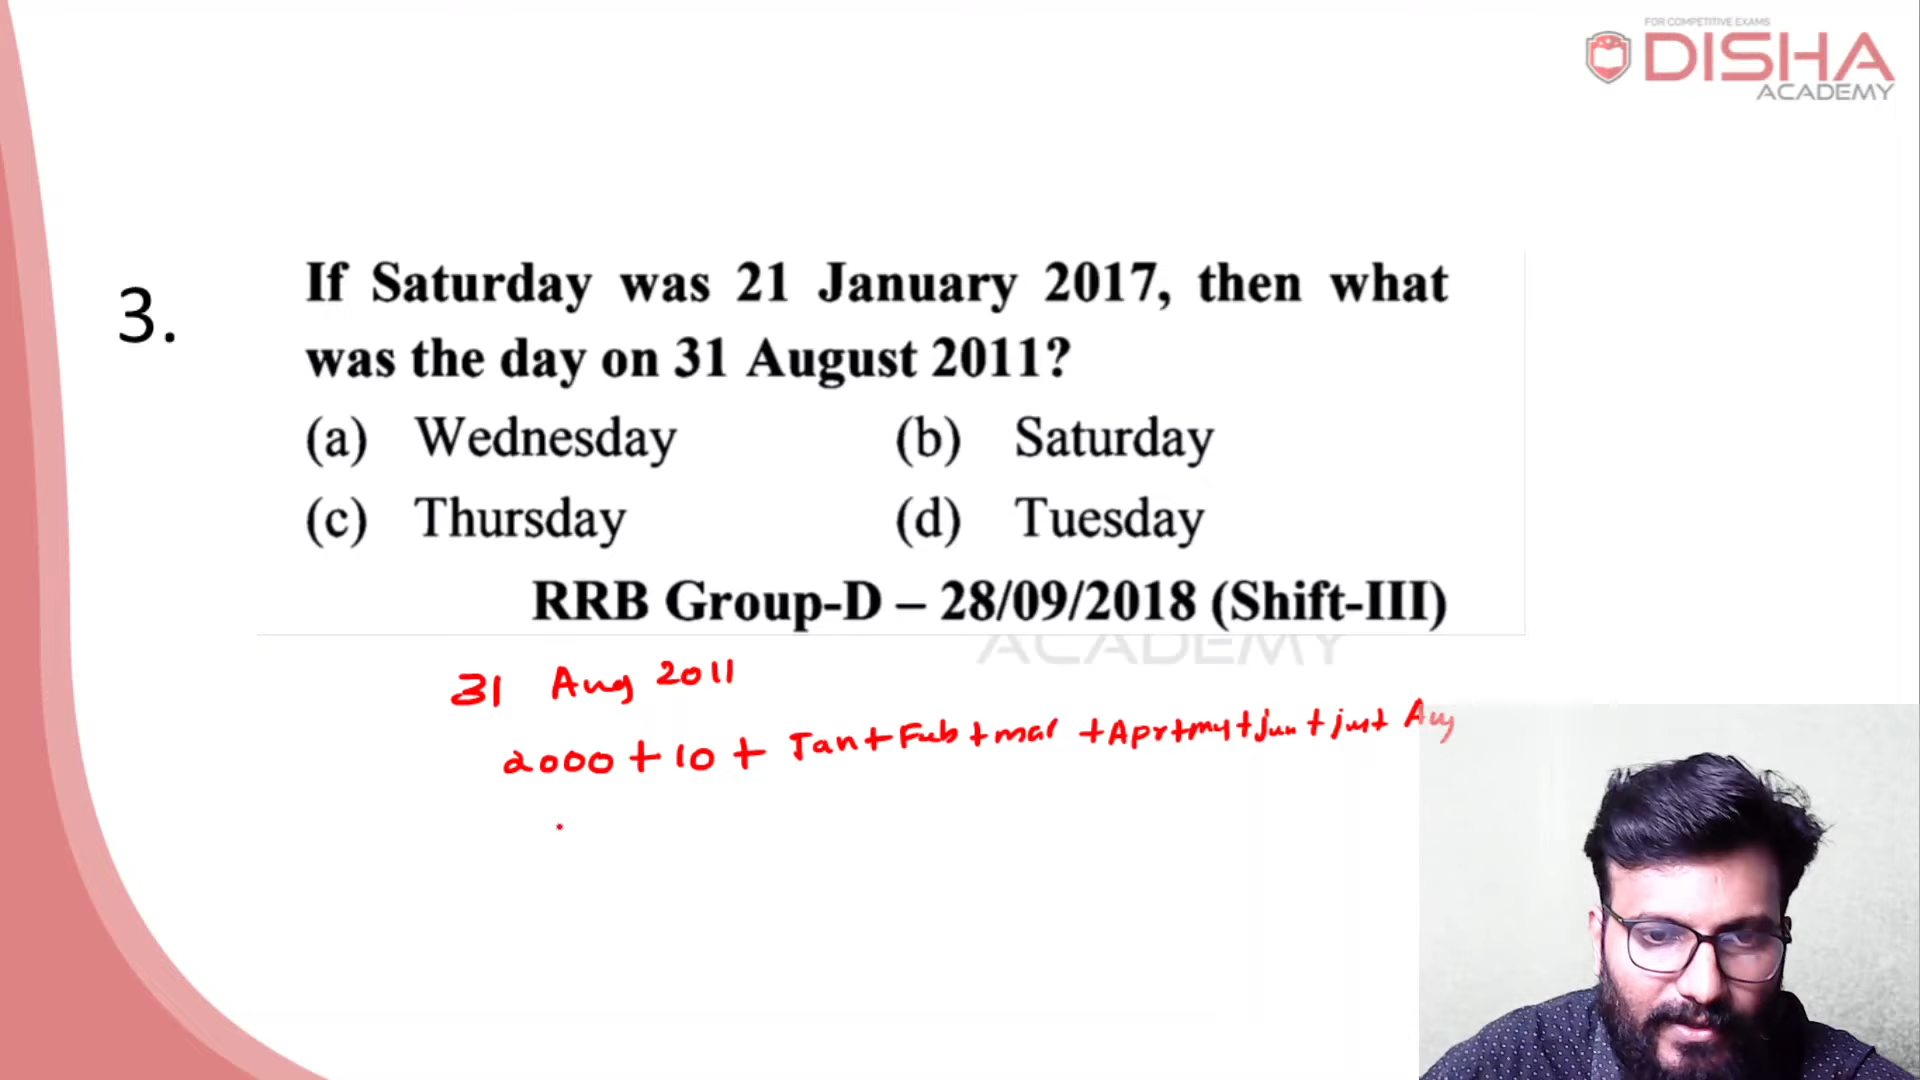 FOR COMPETITIVE EXAMS
DISHA
ACADEMY
3.
If Saturday was 21 January 2017, then what
was the day on 31 August 2011?
(a) Wednesday (b) Saturday
(c) Thursday (d) Tuesday
RRB Group-D – 28/09/2018 (Shift-III)
ACADEMY
31 Aug 2011
2000 + 10 + Jan + Feb + mar + Apr + my + jun + jul + Aug